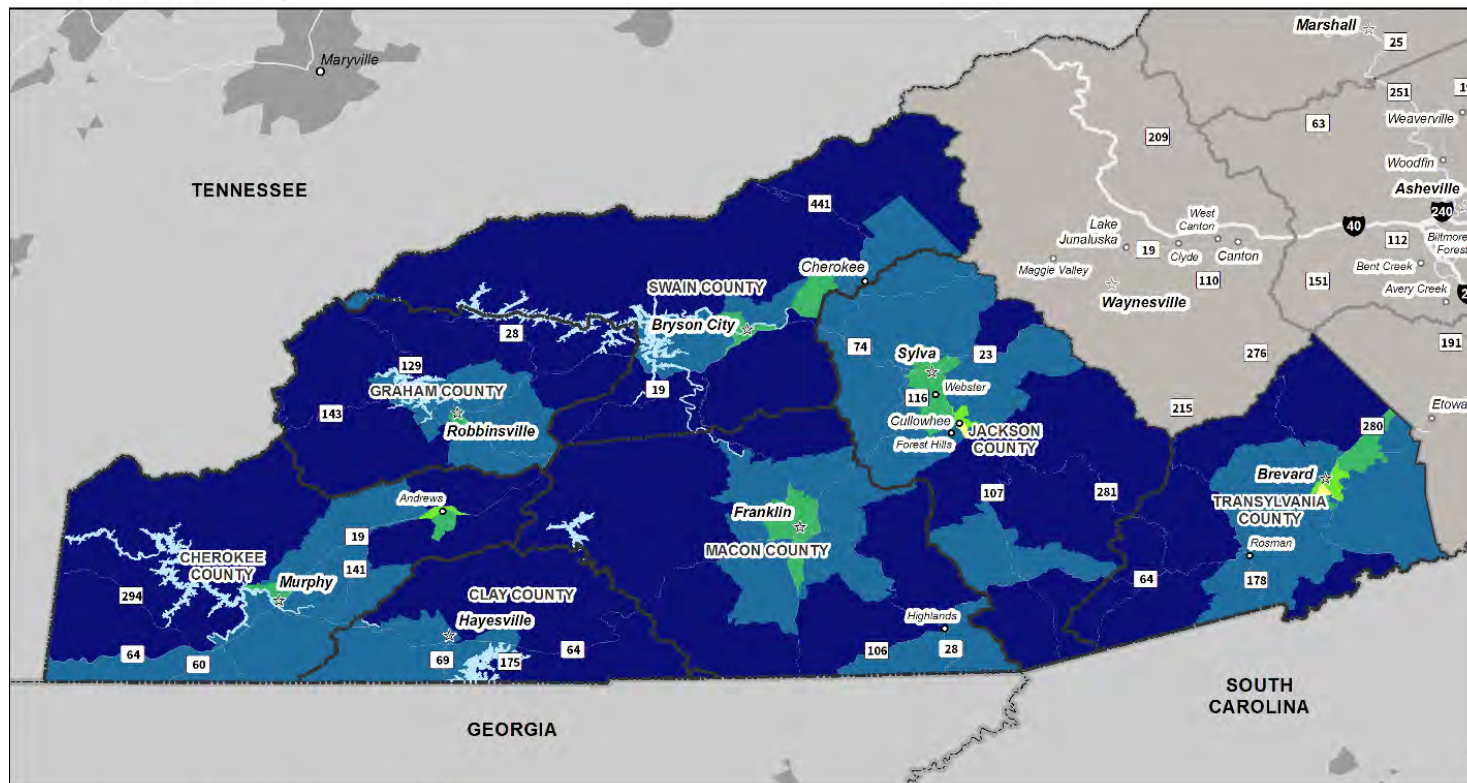 Marshall
25
Maryville
251
19
Weaverville
63
209
Woodfin
TENNESSEE
Asheville
441
West
Canton
240
Lake
Junaluska
40
19
Clyde
Canton
112
Biltmore
Forest
Maggie Valley
Bent Creek
Cherokee
110
151
SWAIN COUNTY
Waynesville
Avery Creek
28
Bryson City
74
23
191
Sylva
276
129
GRAHAM COUNTY
19
Webster
116
143
215
Etowa
Cullowhee
JACKSON
COUNTY
280
Robbinsville
Forest Hills
Brevard
Andrews
107
281
TRANSYLVANIA
COUNTY
Franklin
19
MACON COUNTY
Rosman
CHEROKEE
COUNTY
141
Murphy
64
178
294
CLAY COUNTY
Hayesville
Highlands
64
60
69
175
64
106
28
SOUTH
CAROLINA
GEORGIA